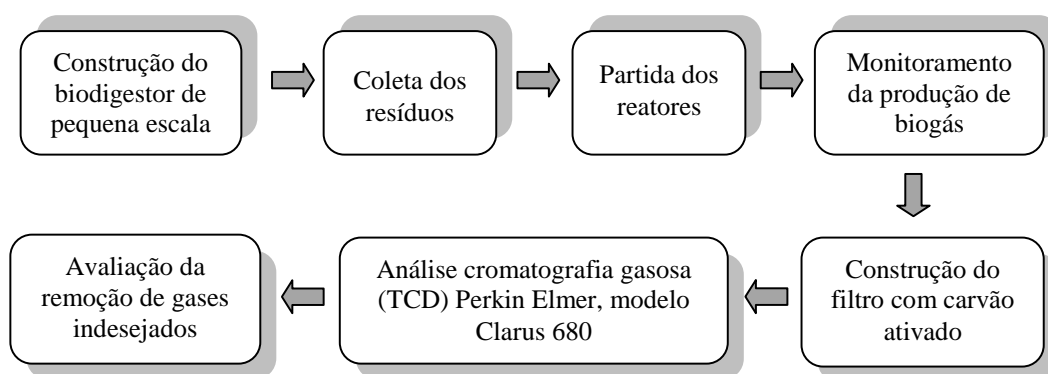 Construção do
biodigestor de
pequena escala
Coleta dos
resíduos
Partida dos
reatores
Monitoramento
da produção de
biogás
Construção do
filtro com carvão
ativado
Análise cromatografia gasosa
(TCD) Perkin Elmer, modelo
Clarus 680
Avaliação da
remoção de gases
indesejados